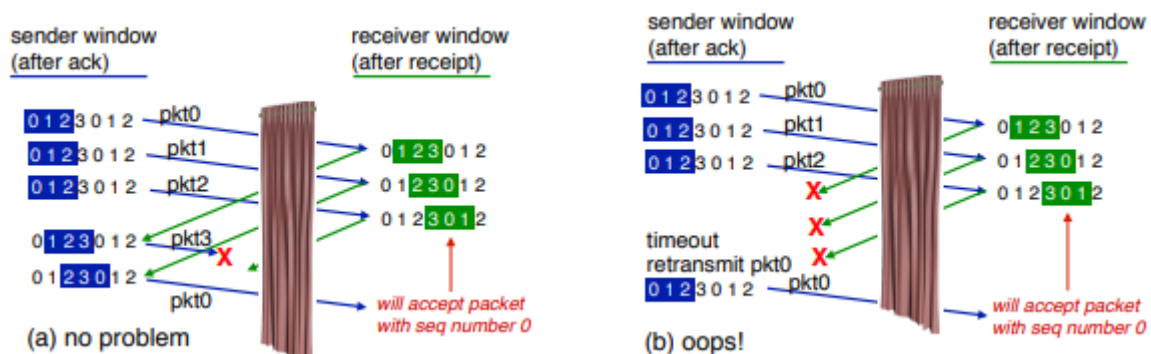 sender window
(after ack)
receiver window
(after receipt)
0 1 2 3 0 1 2
pkt0
0 1 2 3 0 1 2
pkt1
0 1 2 3 0 1 2
pkt2
0 1 2 3 0 1 2
0 1 2 3 0 1 2
0 1 2 3 0 1 2
0 1 2 3 0 1 2
pkt3
X
0 1 2 3 0 1 2
pkt0
will accept packet
with seq number 0
(a) no problem
sender window
(after ack)
receiver window
(after receipt)
0 1 2 3 0 1 2
pkt0
0 1 2 3 0 1 2
pkt1
0 1 2 3 0 1 2
pkt2
0 1 2 3 0 1 2
0 1 2 3 0 1 2
0 1 2 3 0 1 2
X
X
X
timeout
retransmit pkt0
0 1 2 3 0 1 2
pkt0
will accept packet
with seq number 0
(b) oops!